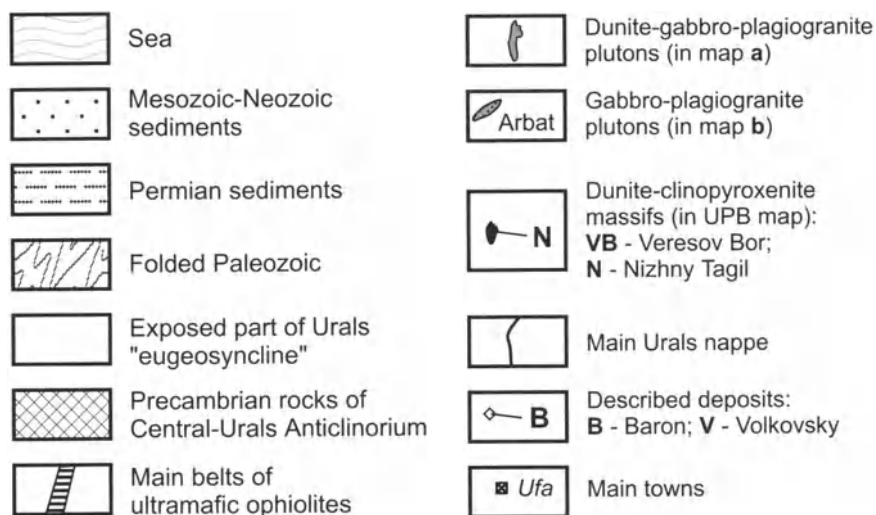 Sea
Mesozoic-Neozoic
sediments
Permian sediments
Folded Paleozoic
Exposed part of Urals
"eugeosyncline"
Precambrian rocks of
Central-Urals Anticlinorium
Main belts of
ultramafic ophiolites
Dunite-gabbro-plagiogranite
plutons (in map a)
Arbat
Gabbro-plagiogranite
plutons (in map b)
N
Dunite-clinopyroxenite
massifs (in UPB map):
VB - Veresov Bor;
N - Nizhny Tagil
Main Urals nappe
B
Described deposits:
B - Baron; V - Volkovsky
Ufa
Main towns